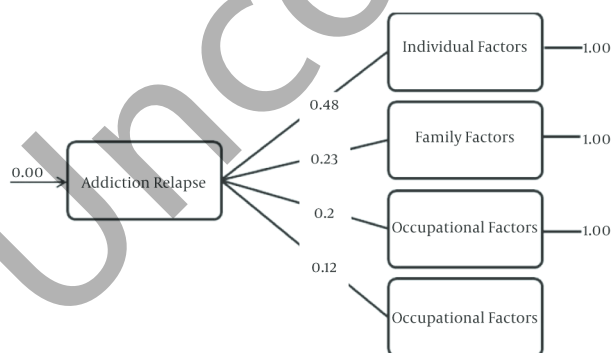 Individual Factors
1.00
0.48
Family Factors
1.00
0.23
0.00
Addiction Relapse
0.2
Occupational Factors
1.00
0.12
Occupational Factors
Unco